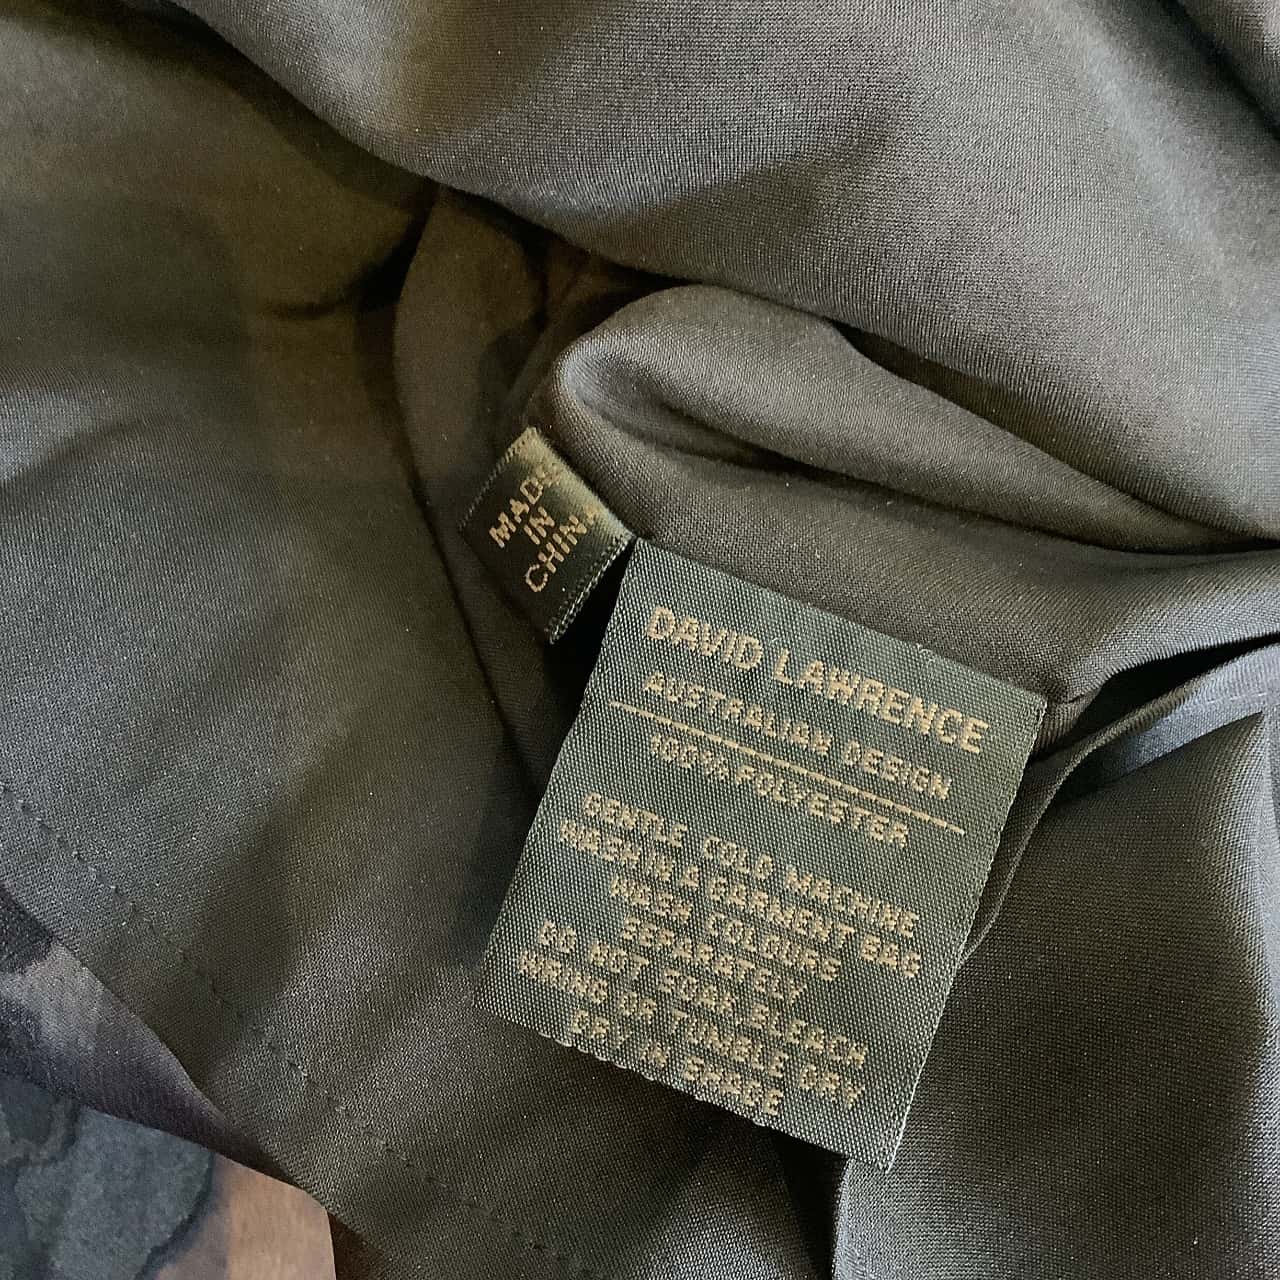 MADE
IN
CHINA
DAVID LAWRENCE
AUSTRALIAN DESIGN
100% POLYESTER
GENTLE COLD MACHINE
WASH IN A GARMENT BAG
WASH COLOURS
SEPARATELY
DO NOT SOAK BLEACH
WRING OR TUMBLE DRY
DRY IN SHADE